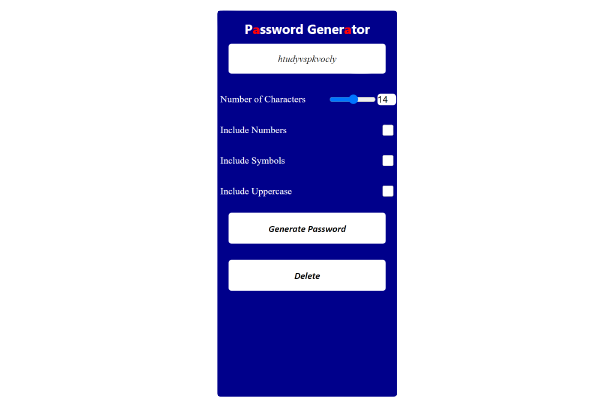 Password Generator
htudyvspkvocly
Number of Characters 14
Include Numbers
Include Symbols
Include Uppercase
Generate Password
Delete